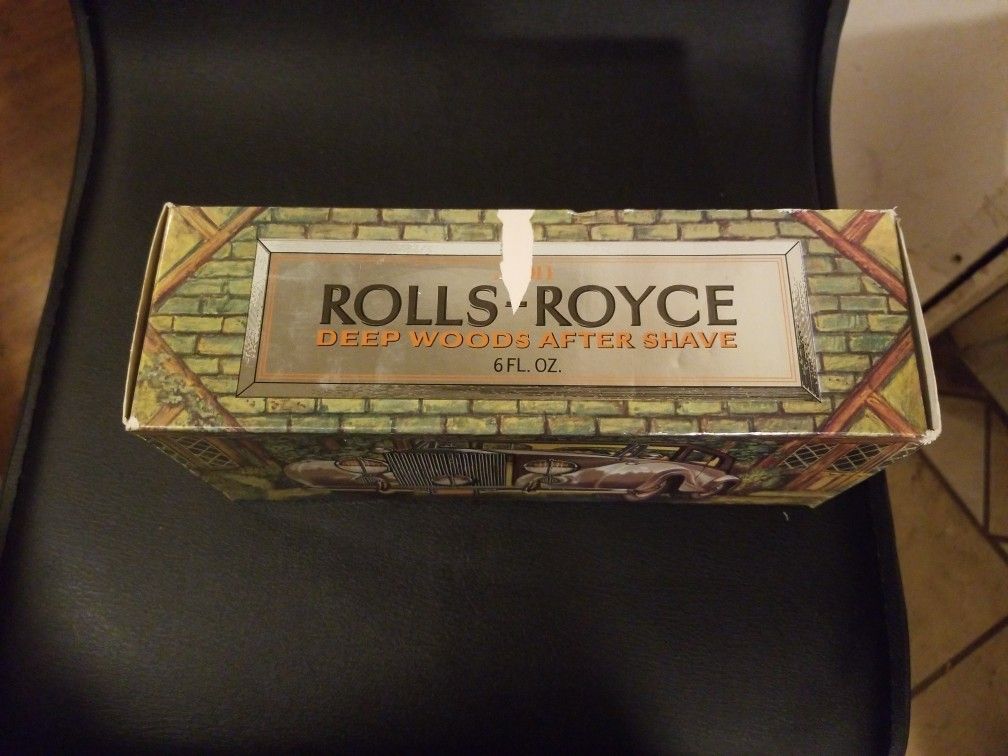 ROLLS-ROYCE
DEEP WOODS AFTER SHAVE
6 FL. OZ.